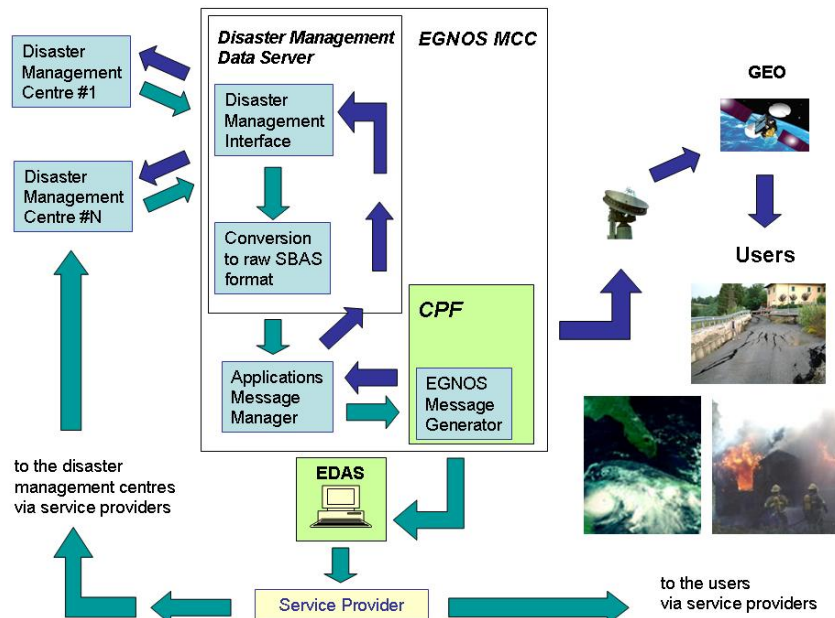 Disaster
Management
Centre #1
Disaster
Management
Centre #N
Disaster Management
Data Server
EGNOS MCC
Disaster
Management
Interface
Conversion
to raw SBAS
format
CPF
Applications
Message
Manager
EGNOS
Message
Generator
GEO
Users
to the disaster
management centres
via service providers
EDAS
Service Provider
to the users
via service providers